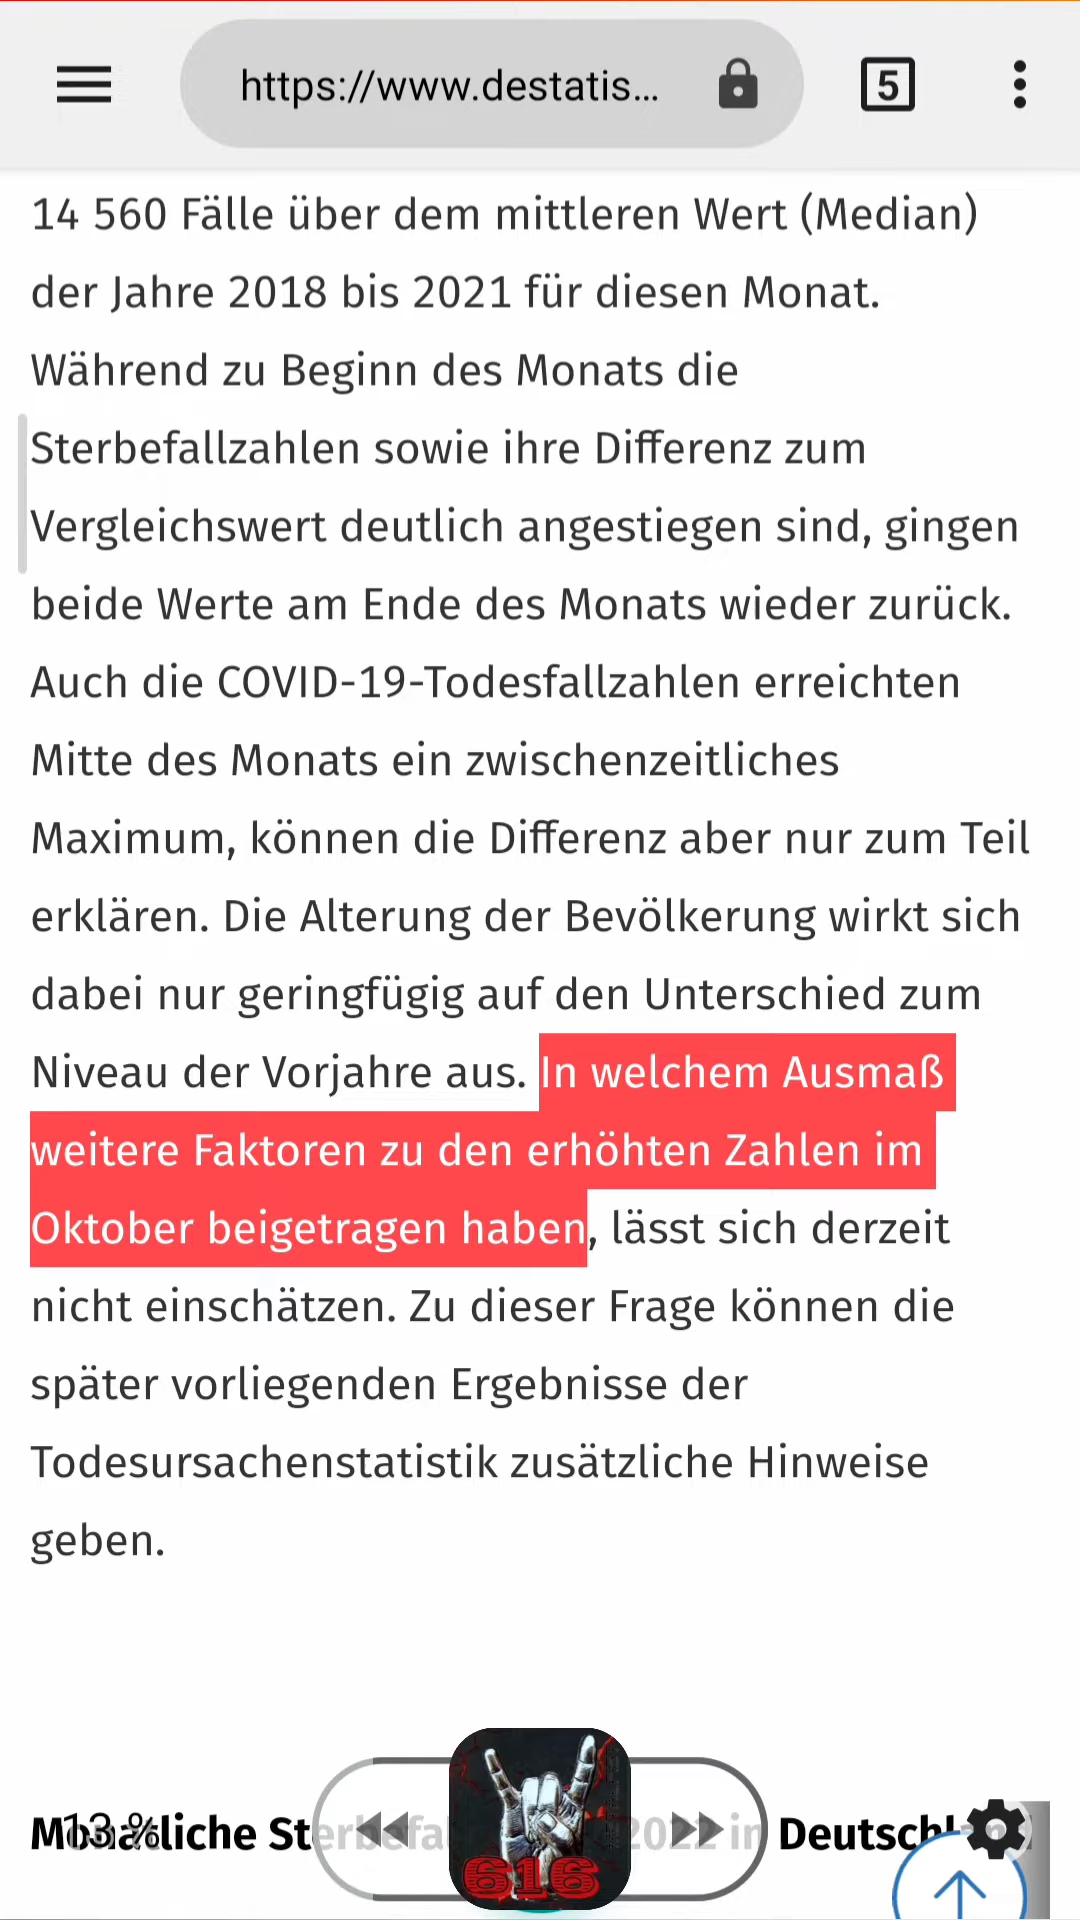 https://www.destatis...
5
14 560 Fälle über dem mittleren Wert (Median)
der Jahre 2018 bis 2021 für diesen Monat.
Während zu Beginn des Monats die
Sterbefallzahlen sowie ihre Differenz zum
Vergleichswert deutlich angestiegen sind, gingen
beide Werte am Ende des Monats wieder zurück.
Auch die COVID-19-Todesfallzahlen erreichten
Mitte des Monats ein zwischenzeitliches
Maximum, können die Differenz aber nur zum Teil
erklären. Die Alterung der Bevölkerung wirkt sich
dabei nur geringfügig auf den Unterschied zum
Niveau der Vorjahre aus. In welchem Ausmaß
weitere Faktoren zu den erhöhten Zahlen im
Oktober beigetragen haben, lässt sich derzeit
nicht einschätzen. Zu dieser Frage können die
später vorliegenden Ergebnisse der
Todesursachenstatistik zusätzliche Hinweise
geben.
13 %
Monatliche 2022 in
616